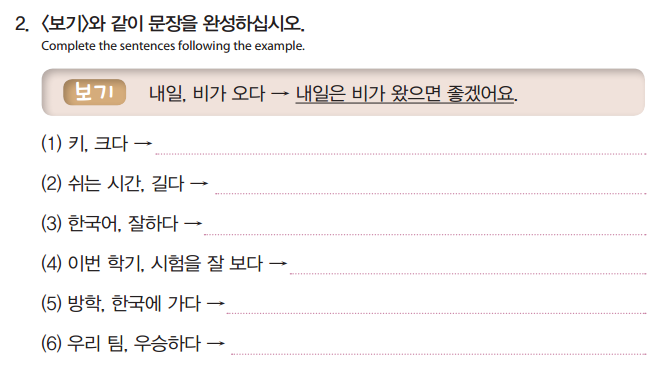 2. 〈보기〉와 같이 문장을 완성하십시오.
Complete the sentences following the example.
보기 내일, 비가 오다 → 내일은 비가 왔으면 좋겠어요.
(1) 키, 크다 →
(2) 쉬는 시간, 길다 →
(3) 한국어, 잘하다 →
(4) 이번 학기, 시험을 잘 보다 →
(5) 방학, 한국에 가다 →
(6) 우리 팀, 우승하다 →